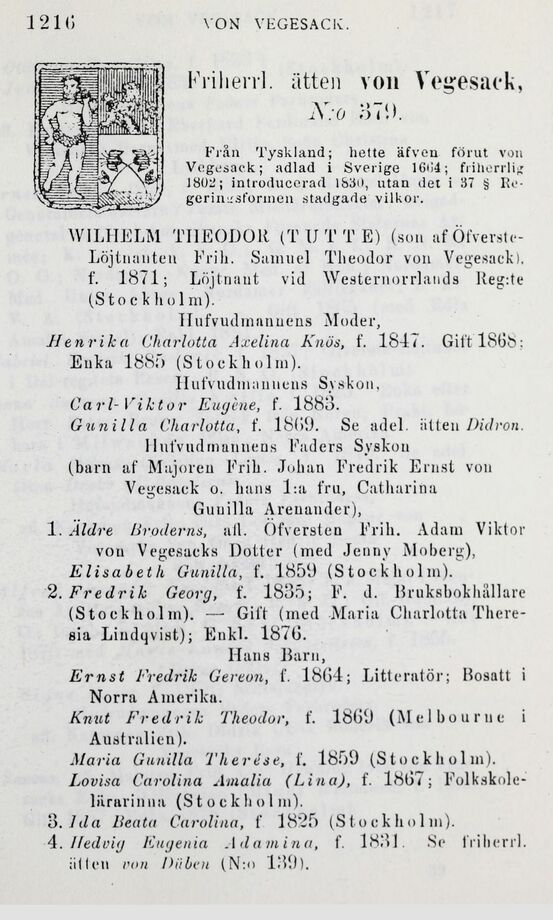 1216
VON VEGESACK.
Friherrl. ätten von Vegesack,
N:o 379.
Från Tyskland; hette äfven förut von
Vegesack; adlad i Sverige 1664; friherrlig
1802; introducerad 1830, utan det i 37 § Re-
geringsformen stadgade vilkor.
WILHELM THEODOR (TUTTE) (son af Öfverste-
Löjtnanten Frih. Samuel Theodor von Vegesack),
f. 1871; Löjtnant vid Westernorrlands Reg:te
(Stockholm).
Hufvudmannens Moder,
Henrika Charlotta Axelina Knös, f. 1847. Gift 1868;
Enka 1885 (Stockholm).
Hufvudmannens Syskon,
Carl-Viktor Eugène, f. 1883.
Gunilla Charlotta, f. 1869. Se adel. ätten Didron.
Hufvudmannens Faders Syskon
(barn af Majoren Frih. Johan Fredrik Ernst von
Vegesack o. hans 1:a fru, Catharina
Gunilla Arenander),
1. Äldre Broderns, afl. Öfversten Frih. Adam Viktor
von Vegesacks Dotter (med Jenny Moberg),
Elisabeth Gunilla, f. 1859 (Stockholm).
2. Fredrik Georg, f. 1835; F. d. Bruksbokhållare
(Stockholm). — Gift (med Maria Charlotta There-
sia Lindqvist); Enkl. 1876.
Hans Barn,
Ernst Fredrik Gereon, f. 1864; Litteratör; Bosatt i
Norra Amerika.
Knut Fredrik Theodor, f. 1869 (Melbourne i
Australien).
Maria Gunilla Thérése, f. 1859 (Stockholm).
Lovisa Carolina Amalia (Lina), f. 1867; Folkskole-
lärarinna (Stockholm).
3. Ida Beata Carolina, f 1825 (Stockholm).
4. Hedvig Eugenia Adamina, f. 1831. Se friherrl.
ätten von Düben (N:o 139).